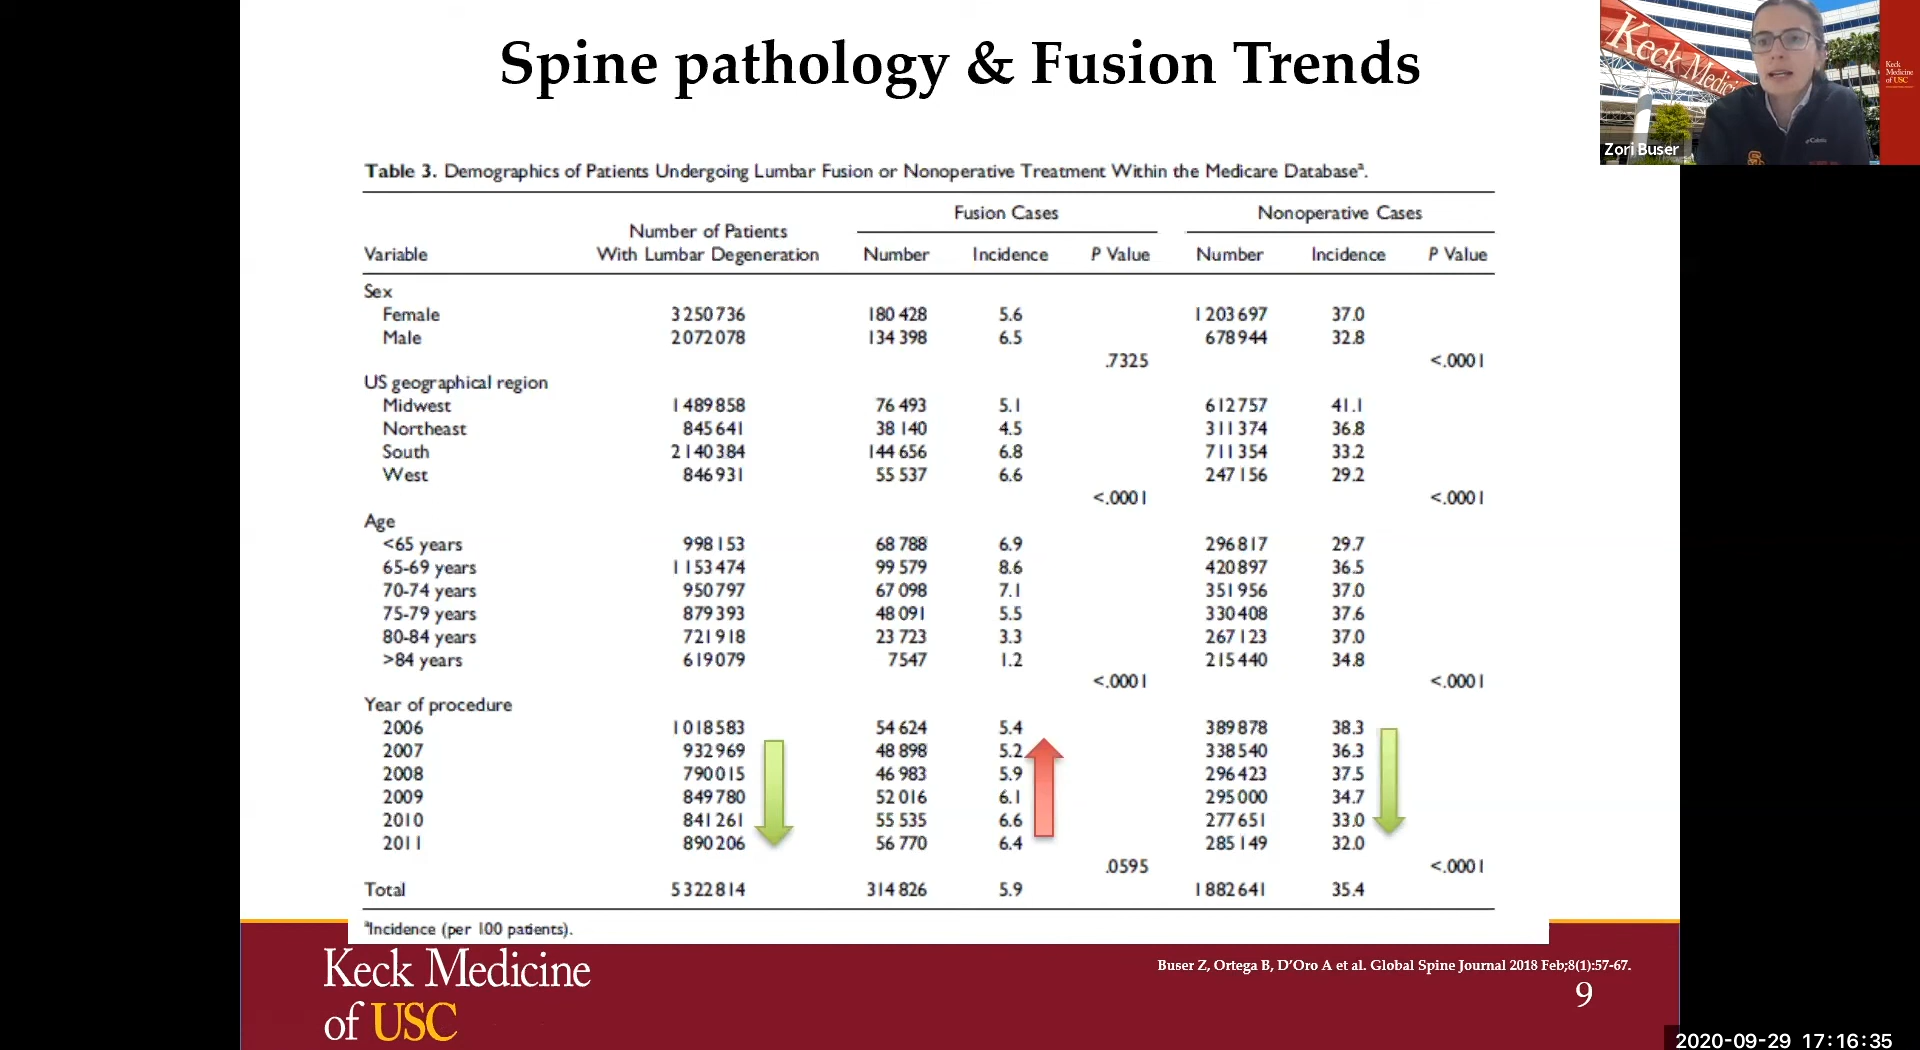 Spine pathology & Fusion Trends
Keck Medici
Keck
Medicine
of USC
Zori Buser
Table 3. Demographics of Patients Undergoing Lumbar Fusion or Nonoperative Treatment Within the Medicare Databaseª.
Fusion Cases Nonoperative Cases
Number of Patients
Variable With Lumbar Degeneration Number Incidence P Value Number Incidence P Value
Sex
Female 3 250 736 180 428 5.6 1 203 697 37.0
Male 2 072 078 134 398 6.5 678 944 32.8
.7325 <.0001
US geographical region
Midwest 1 489 858 76 493 5.1 612 757 41.1
Northeast 845 641 38 140 4.5 311 374 36.8
South 2 140 384 144 656 6.8 711 354 33.2
West 846 931 55 537 6.6 247 156 29.2
<.0001 <.0001
Age
<65 years 998 153 68 788 6.9 296 817 29.7
65-69 years 1 153 474 99 579 8.6 420 897 36.5
70-74 years 950 797 67 098 7.1 351 956 37.0
75-79 years 879 393 48 091 5.5 330 408 37.6
80-84 years 721 918 23 723 3.3 267 123 37.0
>84 years 619 079 7547 1.2 215 440 34.8
<.0001 <.0001
Year of procedure
2006 1 018 583 54 624 5.4 389 878 38.3
2007 932 969 48 898 5.2 338 540 36.3
2008 790 015 46 983 5.9 296 423 37.5
2009 849 780 52 016 6.1 295 000 34.7
2010 841 261 55 535 6.6 277 651 33.0
2011 890 206 56 770 6.4 285 149 32.0
.0595 <.0001
Total 5 322 814 314 826 5.9 1 882 641 35.4
ªIncidence (per 100 patients).
Keck Medicine
of USC
Buser Z, Ortega B, D'Oro A et al. Global Spine Journal 2018 Feb;8(1):57-67.
9
2020-09-29 17:16:35